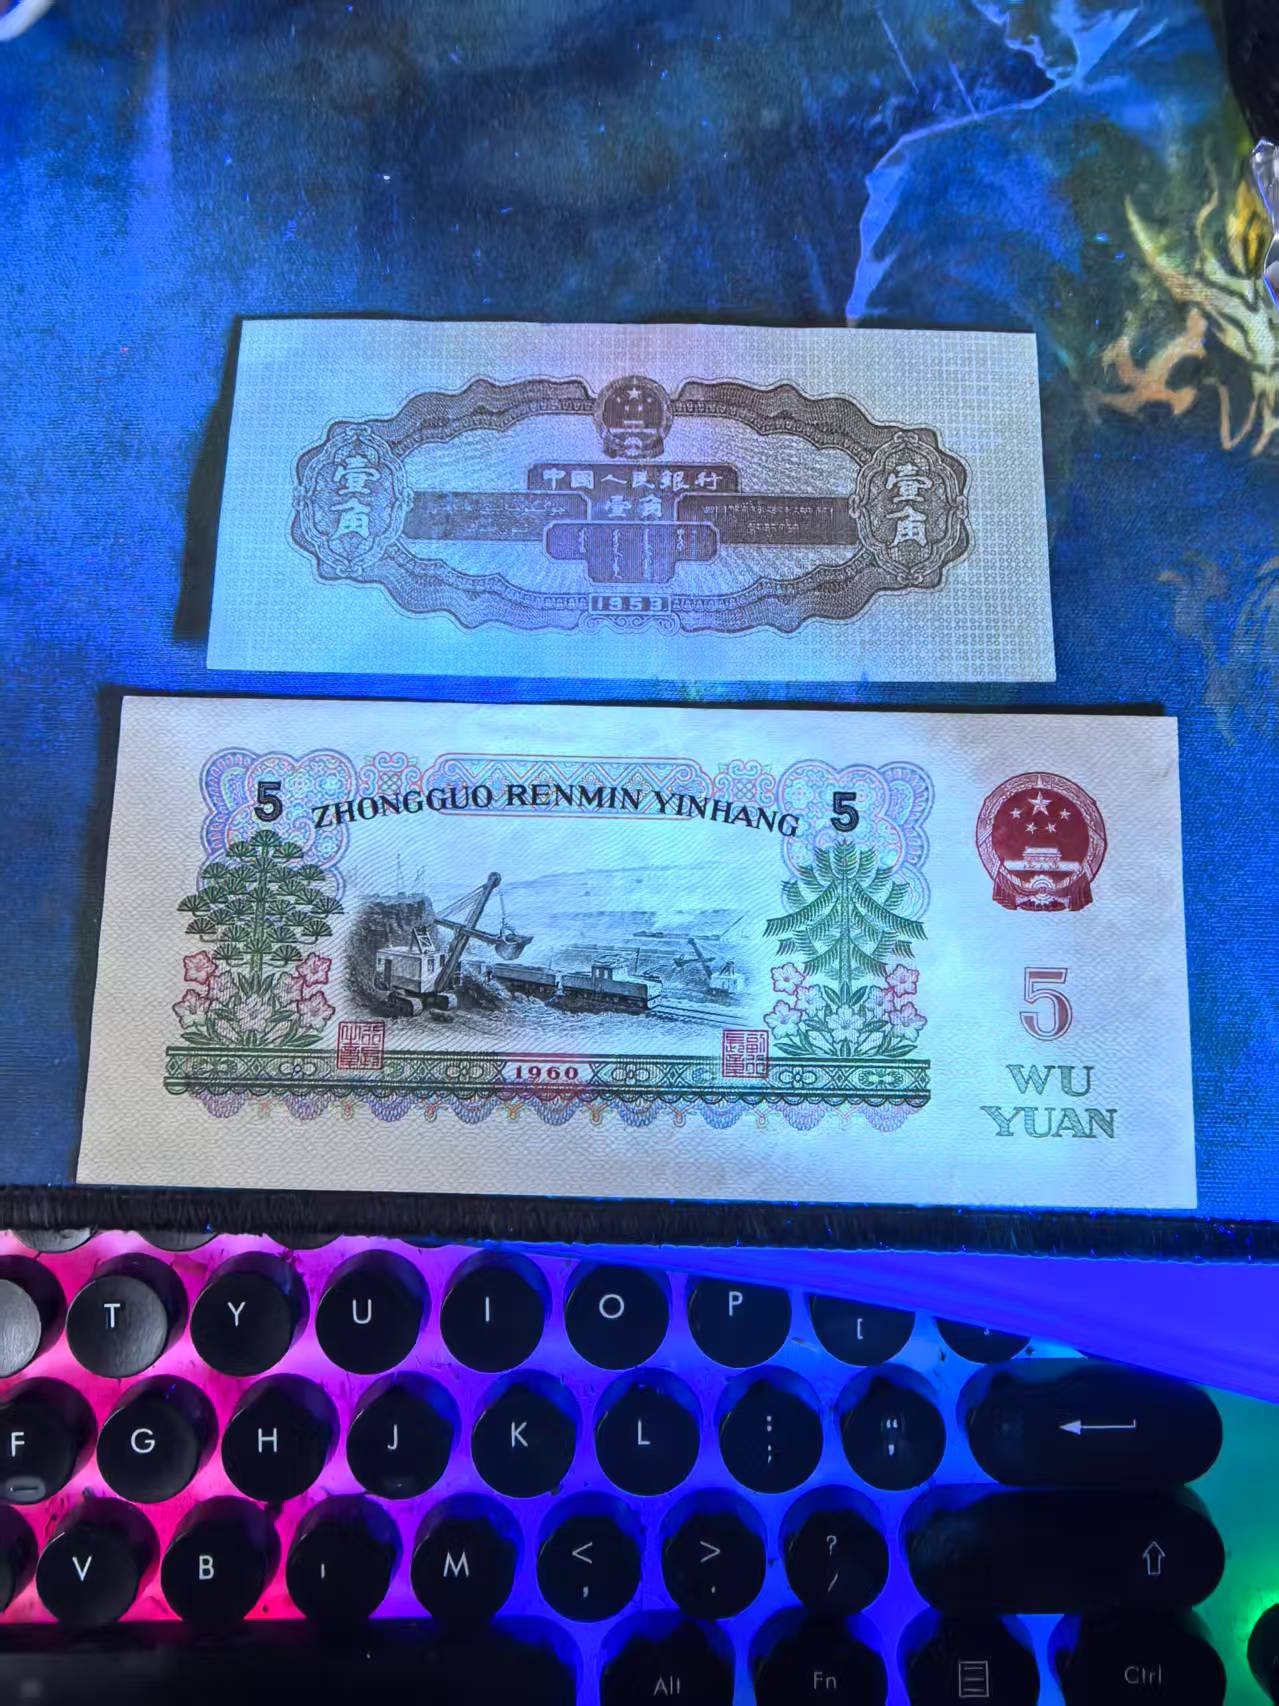 壹角
中國人民銀行
壹角
壹角
1953
5
ZHONGGUO RENMIN YINHANG
5
5
WU
YUAN
1960
T Y U I O P [
F G H J K L : ; “ ,
V B M < , > . ? /
Alt Fn Ctrl